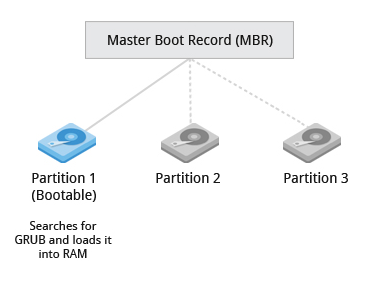 Master Boot Record (MBR)
Partition 1
(Bootable)
Partition 2
Partition 3
Searches for
GRUB and loads it
into RAM